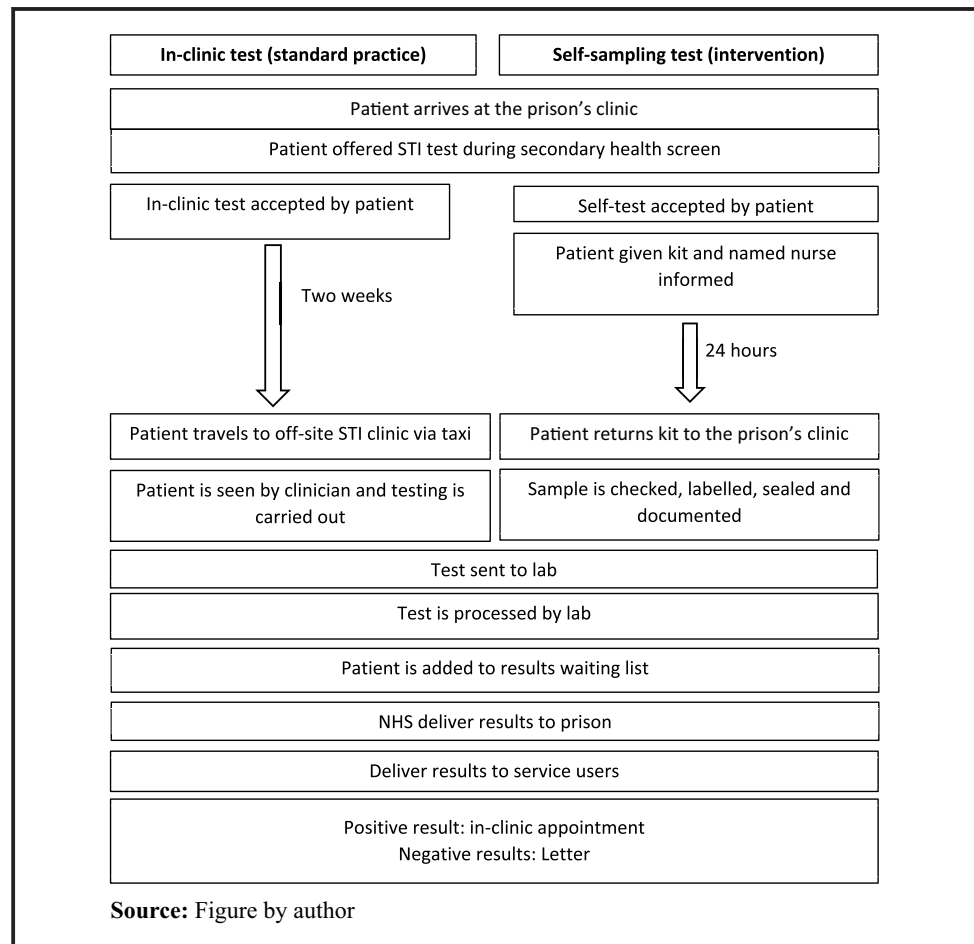 In-clinic test (standard practice)
Self-sampling test (intervention)
Patient arrives at the prison's clinic
Patient offered STI test during secondary health screen
In-clinic test accepted by patient
Self-test accepted by patient
Patient given kit and named nurse
informed
Two weeks
24 hours
Patient travels to off-site STI clinic via taxi
Patient returns kit to the prison's clinic
Patient is seen by clinician and testing is
carried out
Sample is checked, labelled, sealed and
documented
Test sent to lab
Test is processed by lab
Patient is added to results waiting list
NHS deliver results to prison
Deliver results to service users
Positive result: in-clinic appointment
Negative results: Letter
Source: Figure by author